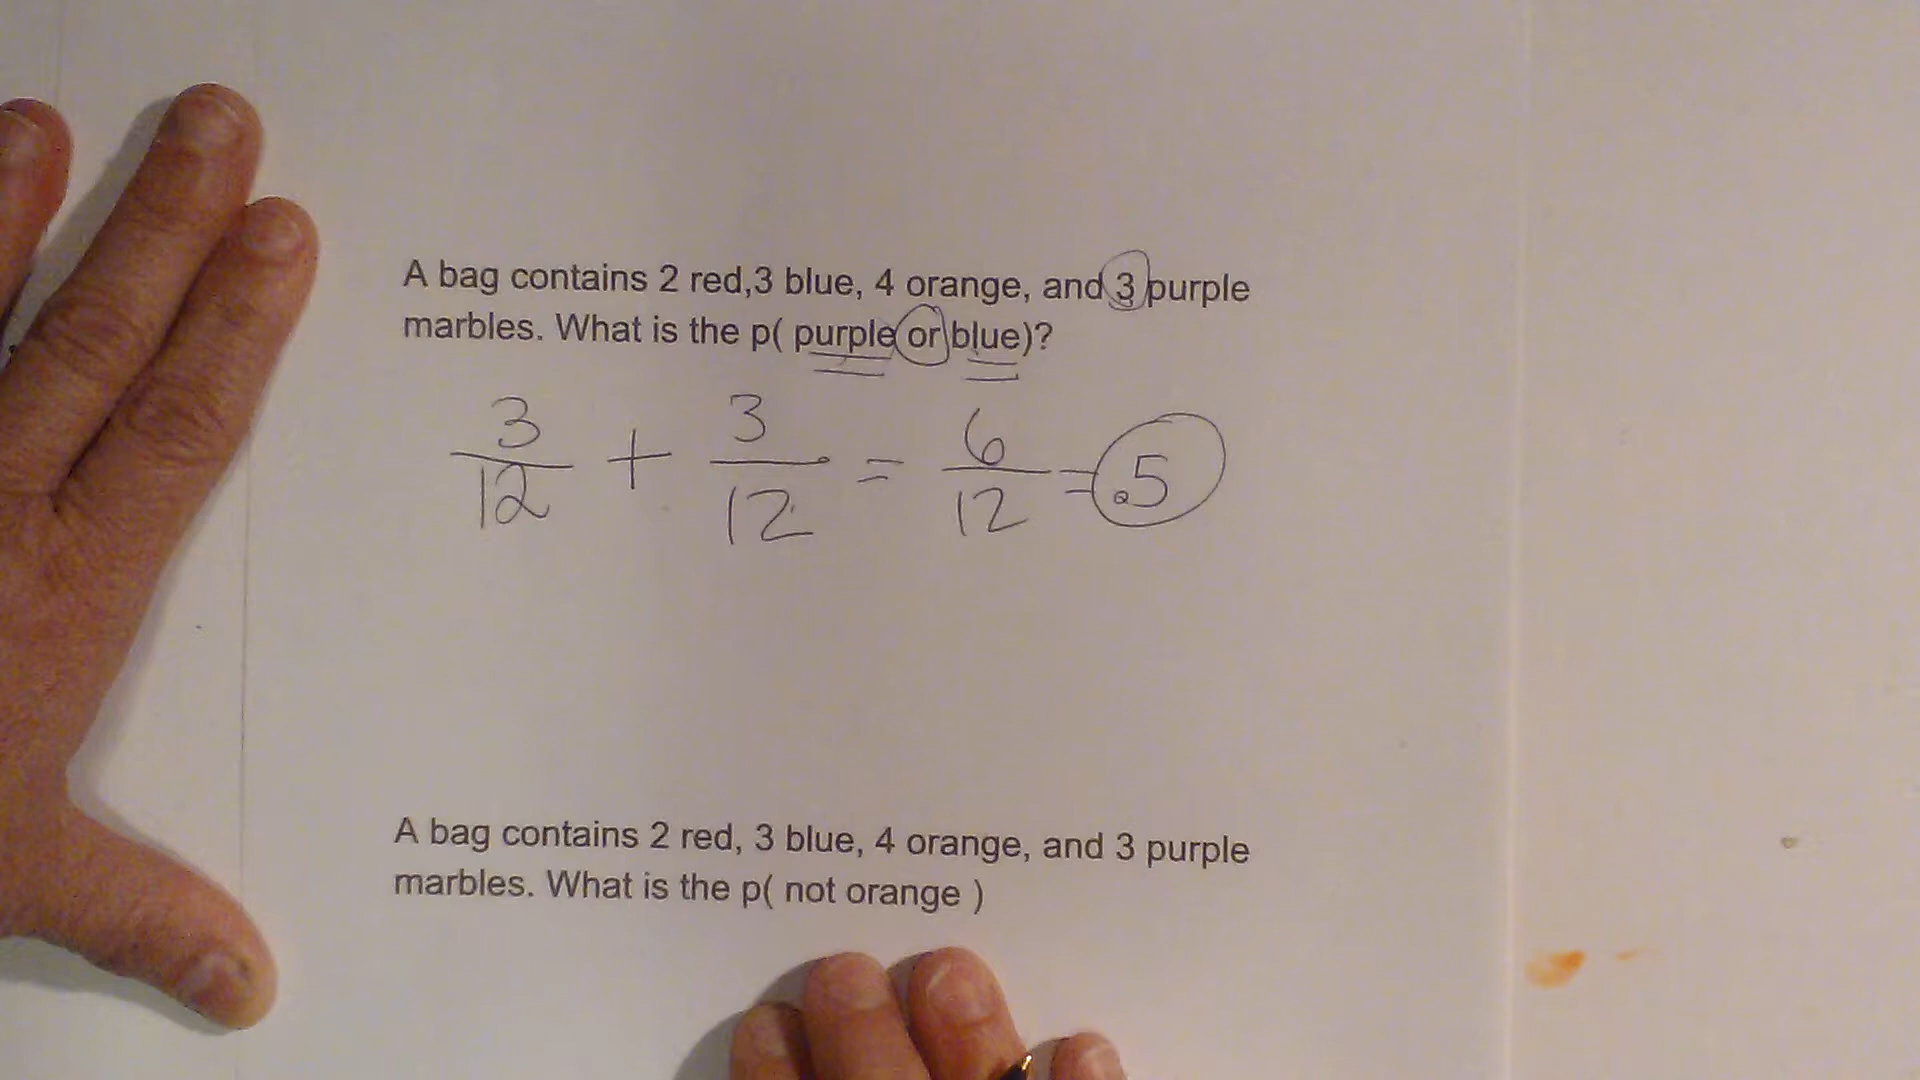 A bag contains 2 red,3 blue, 4 orange, and 3 purple
marbles. What is the p( purple or blue)?
3/12 + 3/12 = 6/12 = .5
A bag contains 2 red, 3 blue, 4 orange, and 3 purple
marbles. What is the p( not orange )